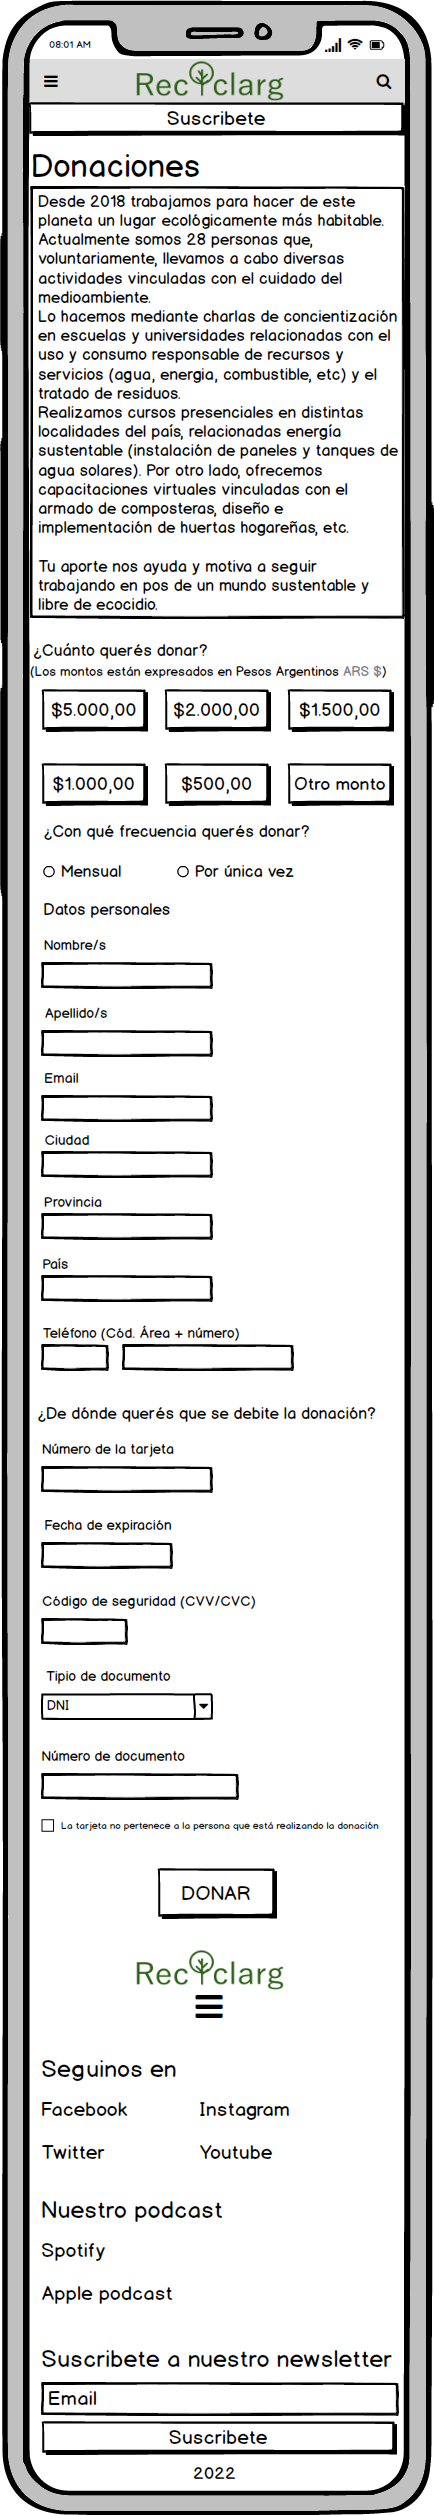 08:01 AM
Recyclarg
Suscribete
Donaciones
Desde 2018 trabajamos para hacer de este
planeta un lugar ecológicamente más habitable.
Actualmente somos 28 personas que,
voluntariamente, llevamos a cabo diversas
actividades vinculadas con el cuidado del
medioambiente.
Lo hacemos mediante charlas de concientización
en escuelas y universidades relacionadas con el
uso y consumo responsable de recursos y
servicios (agua, energia, combustible, etc) y el
tratado de residuos.
Realizamos cursos presenciales en distintas
localidades del país, relacionadas energía
sustentable (instalación de paneles y tanques de
agua solares). Por otro lado, ofrecemos
capacitaciones virtuales vinculadas con el
armado de composteras, diseño e
implementación de huertas hogareñas, etc.
Tu aporte nos ayuda y motiva a seguir
trabajando en pos de un mundo sustentable y
libre de ecocidio.
¿Cuánto querés donar?
(Los montos están expresados en Pesos Argentinos ARS $)
$5.000,00 $2.000,00 $1.500,00
$1.000,00 $500,00 Otro monto
¿Con qué frecuencia querés donar?
Mensual Por única vez
Datos personales
Nombre/s
Apellido/s
Email
Ciudad
Provincia
País
Teléfono (Cód. Área + número)
¿De dónde querés que se debite la donación?
Número de la tarjeta
Fecha de expiración
Código de seguridad (CVV/CVC)
Tipio de documento
DNI
Número de documento
La tarjeta no pertenece a la persona que está realizando la donación
DONAR
Recyclarg
Seguinos en
Facebook Instagram
Twitter Youtube
Nuestro podcast
Spotify
Apple podcast
Suscribete a nuestro newsletter
Email
Suscribete
2022